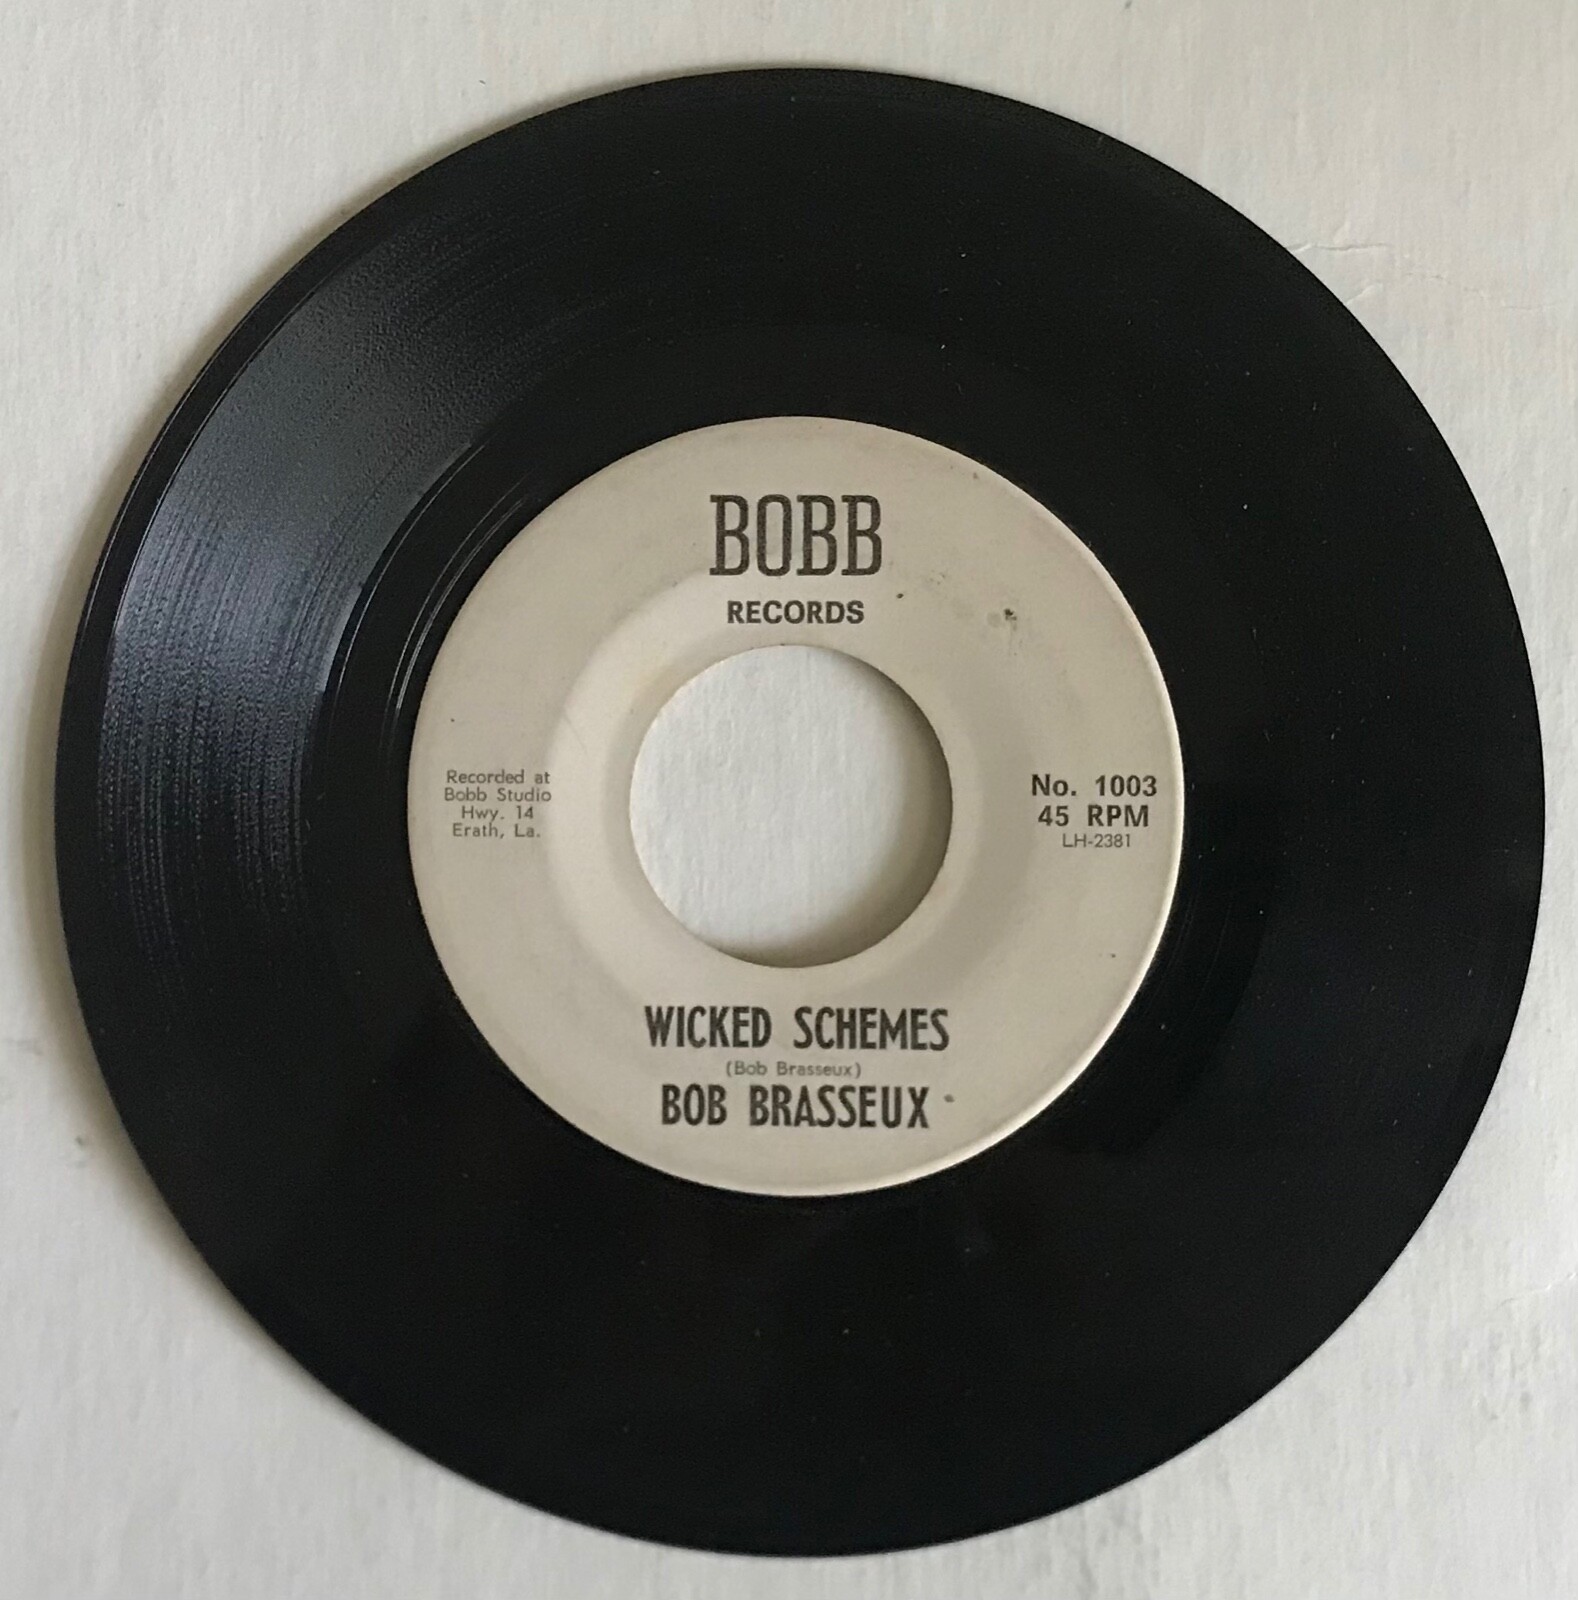 BOBB
RECORDS
Recorded at
Bobb Studio
Hwy. 14
Erath, La.
No. 1003
45 RPM
LH-2381
WICKED SCHEMES
(Bob Brasseux)
BOB BRASSEUX